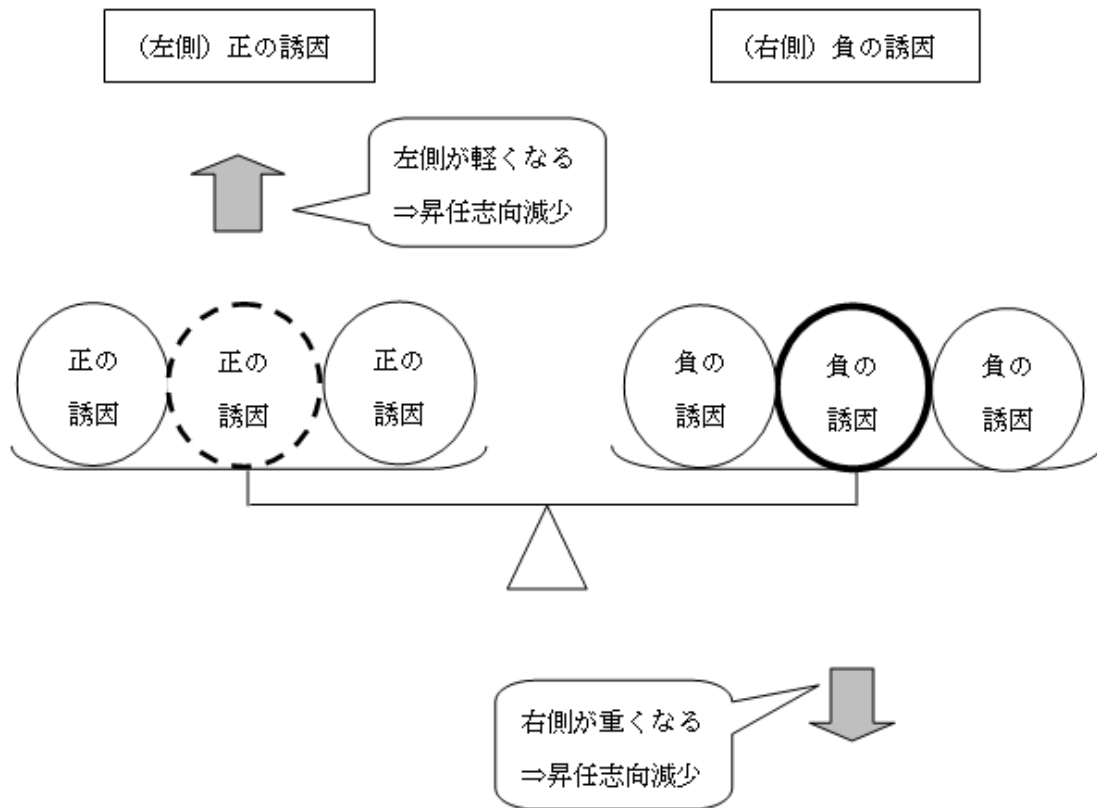 （左側）正の誘因
（右側）負の誘因
左側が軽くなる
⇒昇任志向減少
正の
誘因
正の
誘因
正の
誘因
負の
誘因
負の
誘因
負の
誘因
右側が重くなる
⇒昇任志向減少